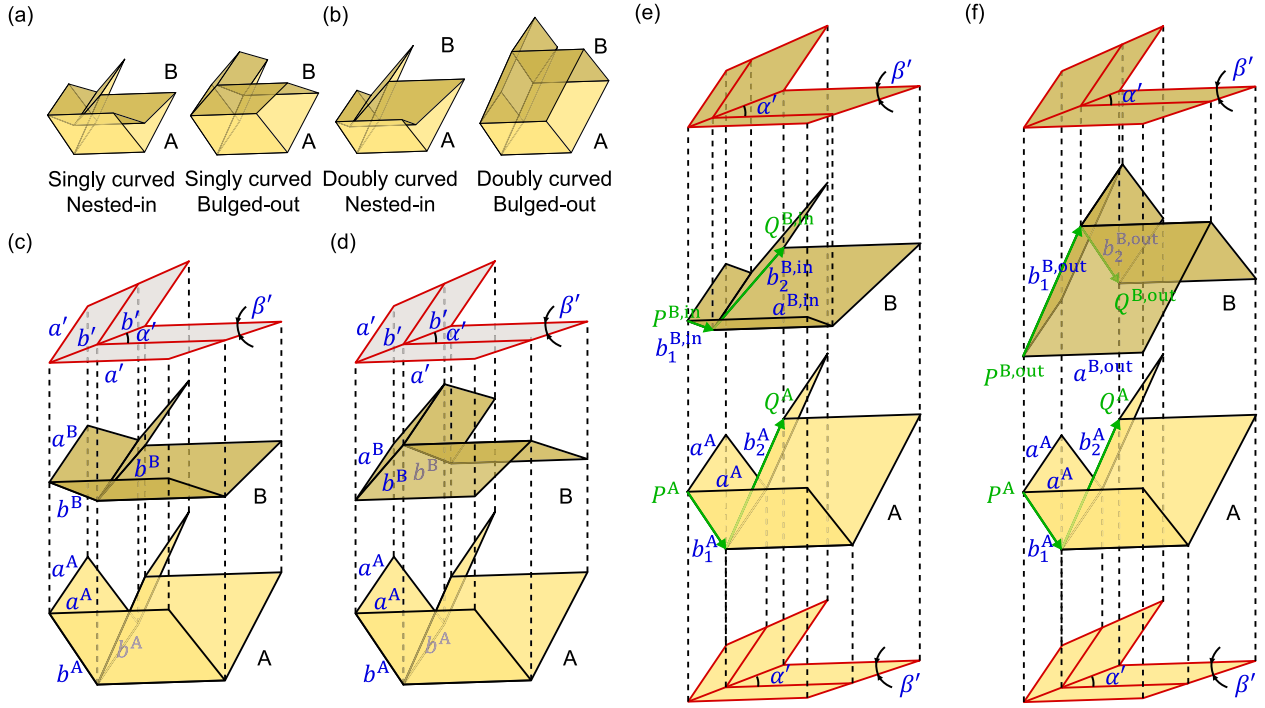 (a)
B
A
Singly curved
Nested-in
B
A
Singly curved
Bulged-out
(b)
B
A
Doubly curved
Nested-in
B
A
Doubly curved
Bulged-out
(c)
a′
b′
b′
α′
β′
a′
a^B
b^B
b^B
B
a^A
a^A
b^A
b^A
A
(d)
a′
b′
b′
α′
β′
a′
a^B
b^B
b^B
B
a^A
a^A
b^A
b^A
A
(e)
β′
α′
Q^{B,in}
b_2^{B,in}
a^{B,in}
P^{B,in}
b_1^{B,in}
B
Q^A
a^A
b_2^A
a^A
P^A
b_1^A
A
α′
β′
(f)
β′
α′
b_2^{B,out}
b_1^{B,out}
Q^{B,out}
B
P^{B,out}
a^{B,out}
Q^A
a^A
b_2^A
a^A
P^A
b_1^A
A
α′
β′